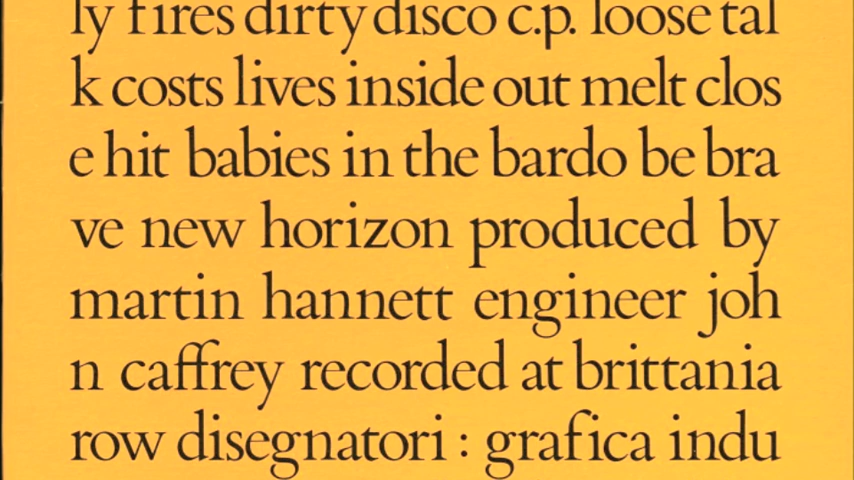 ly fires dirty disco c.p. loose tal
k costs lives inside out melt clos
e hit babies in the bardo be bra
ve new horizon produced by
martin hannett engineer joh
n caffrey recorded at brittania
row disegnatori : grafica indu